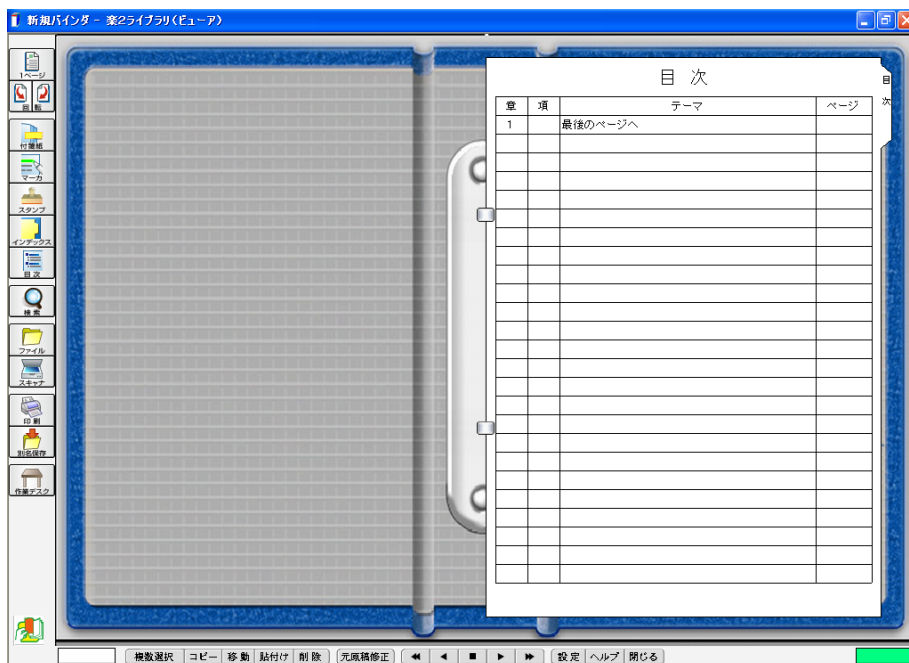 新規バインダ - 楽2ライブラリ(ビューア)
1ページ
回 転
付箋紙
マーカ
スタンプ
インデックス
目次
検索
ファイル
スキャナ
印刷
別名保存
作業デスク
目 次
章 項 テーマ ページ
1 最後のページへ
目
次
複数選択 コピー 移動 貼付け 削除 元原稿修正 設定 ヘルプ 閉じる